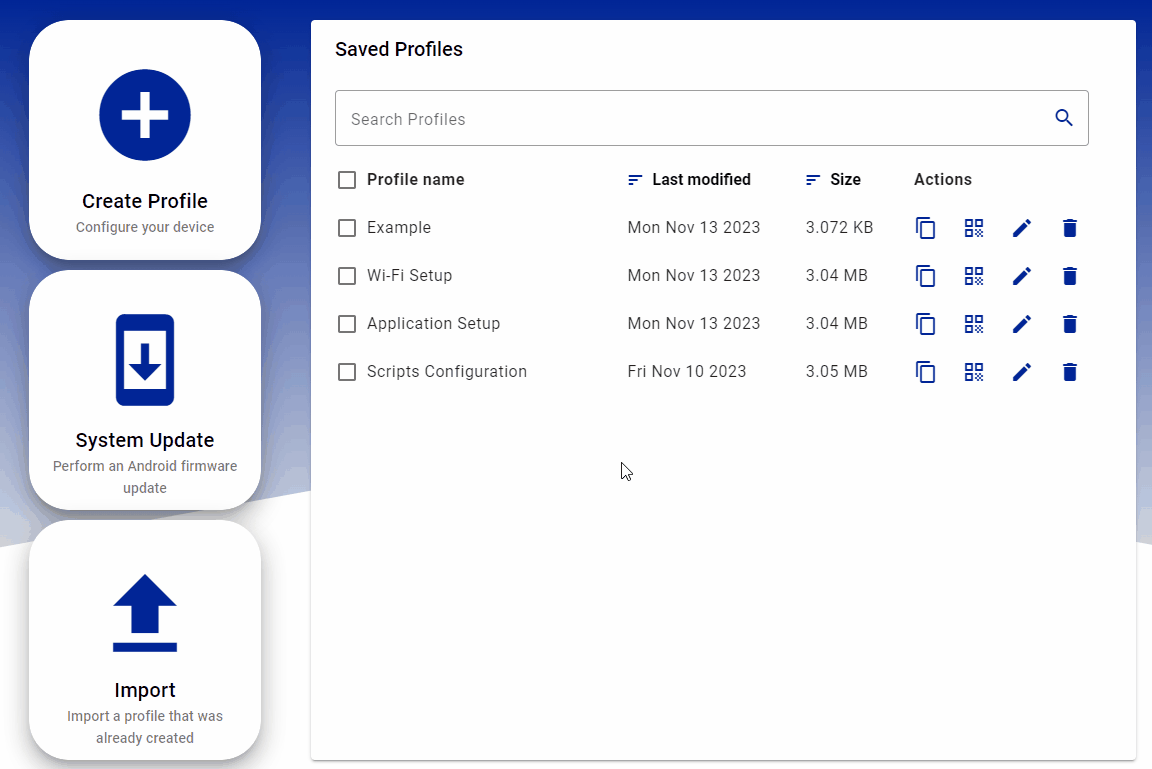 Create Profile
Configure your device
System Update
Perform an Android firmware
update
Import
Import a profile that was
already created
Saved Profiles
Search Profiles
Profile name Last modified Size Actions
Example Mon Nov 13 2023 3.072 KB
Wi-Fi Setup Mon Nov 13 2023 3.04 MB
Application Setup Mon Nov 13 2023 3.04 MB
Scripts Configuration Fri Nov 10 2023 3.05 MB